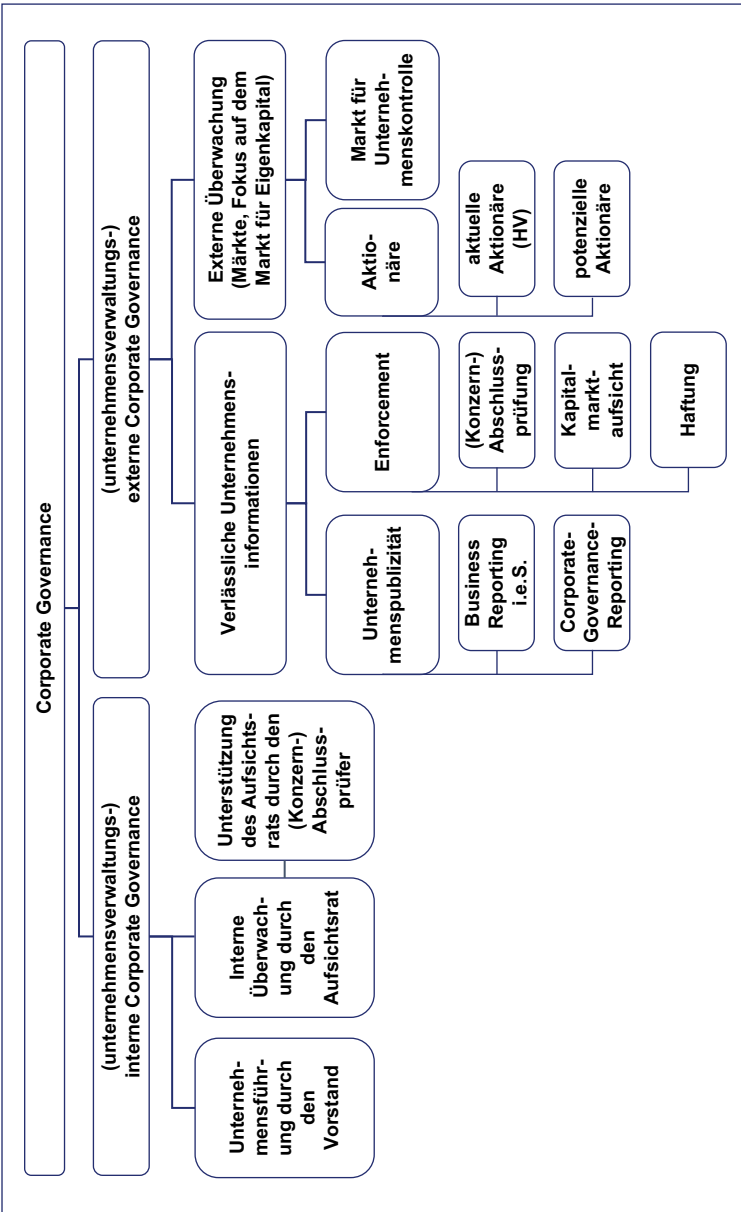 Corporate Governance
(unternehmensverwaltungs-)
interne Corporate Governance
(unternehmensverwaltungs-)
externe Corporate Governance
Unterneh-
mensführ-
ung durch
den
Vorstand
Interne
Überwach-
ung durch
den
Aufsichtsrat
Unterstützung
des Aufsichts-
rats durch den
(Konzern-)
Abschluss-
prüfer
Verlässliche Unternehmens-
informationen
Externe Überwachung
(Märkte, Fokus auf dem
Markt für Eigenkapital)
Unterneh-
menspublizität
Enforcement
Aktio-
näre
Markt für
Unterneh-
menskontrolle
Business
Reporting
i.e.S.
(Konzern-)
Abschluss-
prüfung
aktuelle
Aktionäre
(HV)
Corporate-
Governance-
Reporting
Kapital-
markt-
aufsicht
potenzielle
Aktionäre
Haftung